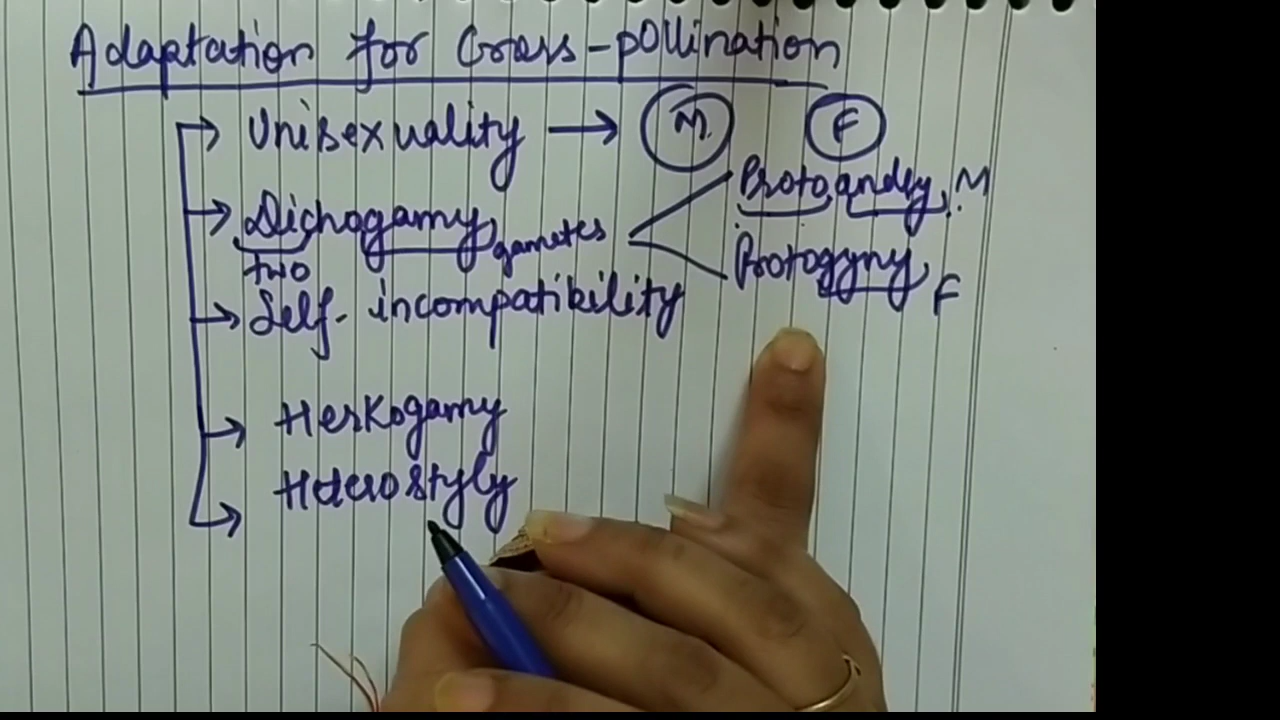 Adaptation for Cross-pollination
Unisexuality → M. F
Dichogamy, gametes Protoandry, M
two Protogyny, F
Self-incompatibility
Herkogamy
Heterostyly